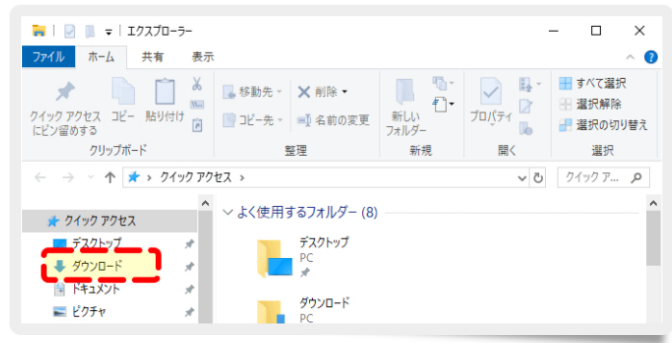 エクスプローラー
ファイル ホーム 共有 表示
クイック アクセス
にピン留めする
コピー
貼り付け
クリップボード
移動先
コピー先
削除
名前の変更
整理
新しい
フォルダー
新規
プロパティ
開く
すべて選択
選択解除
選択の切り替え
選択
クイック アクセス
クイック ア...
クイック アクセス
デスクトップ
ダウンロード
ドキュメント
ピクチャ
よく使用するフォルダー (8)
デスクトップ
PC
ダウンロード
PC